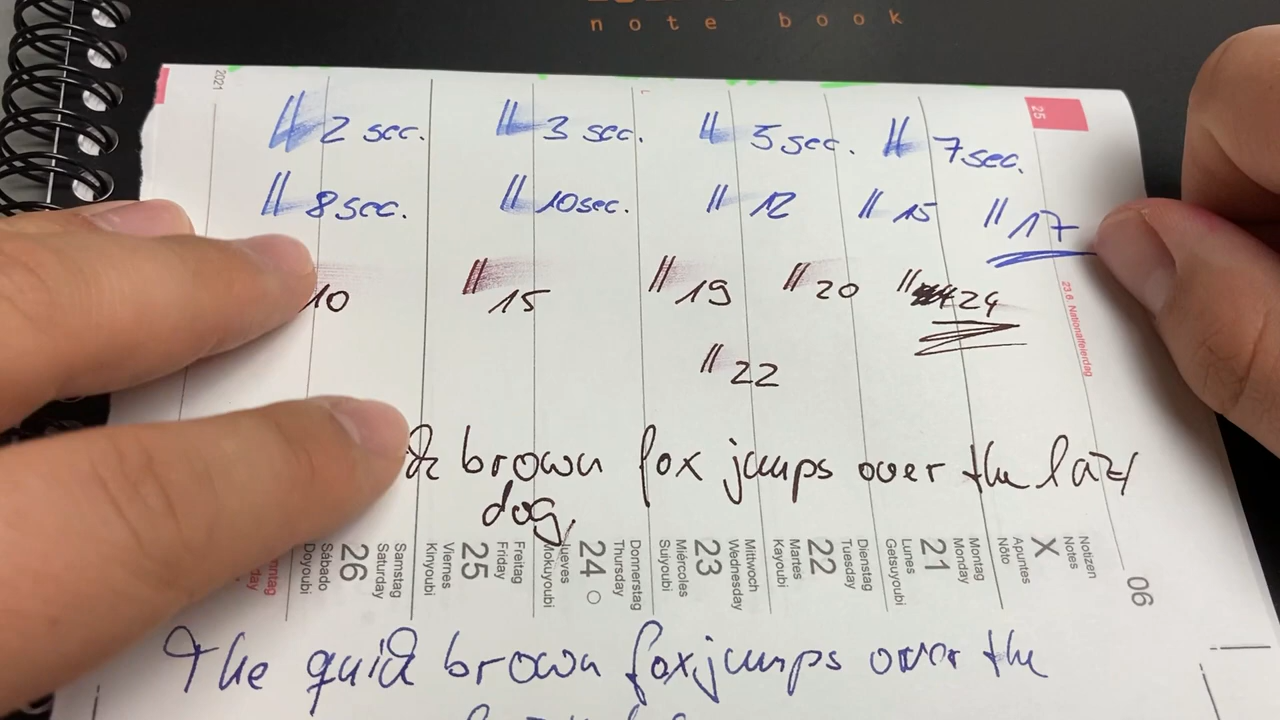 note book
2021
25
2 sec. 3 sec. 5 sec. 7 sec.
8 sec. 10 sec. 12 15 17
10 15 19 20 24
22
23.6. Nationalfeierdag
brown fox jumps over the lazy
dog,
Samstag Saturday 26 Sábado Doyoubi
Freitag Friday 25 Viernes Kinyoubi
Donnerstag Thursday 24 Jueves Mokuyoubi
Mittwoch Wednesday 23 Miércoles Suiyoubi
Dienstag Tuesday 22 Martes Kayoubi
Montag Monday 21 Lunes Getsuyoubi
Notizen Notes X Apuntes Nôto
06
The quick brown fox jumps over the